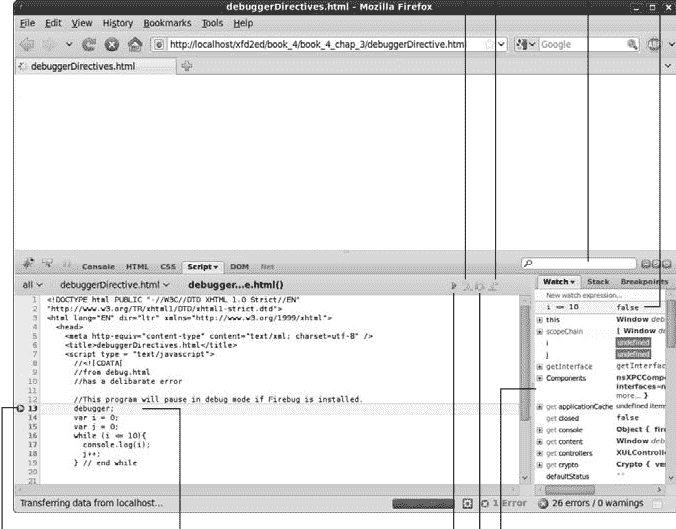 debuggerDirectives.html - Mozilla Firefox
File Edit View History Bookmarks Tools Help
http://localhost/xfd2ed/book_4/book_4_chap_3/debuggerDirective.htm
Google
ABP
debuggerDirectives.html
Console HTML CSS Script DOM Net
all debuggerDirective.html debugger...e.html()
Watch Stack Breakpoints
1 <!DOCTYPE html PUBLIC "-//W3C//DTD XHTML 1.0 Strict//EN"
2 "http://www.w3.org/TR/xhtml1/DTD/xhtml1-strict.dtd">
3 <html lang="EN" dir="ltr" xmlns="http://www.w3.org/1999/xhtml">
4 <head>
5 <meta http-equiv="content-type" content="text/xml; charset=utf-8" />
6 <title>debuggerDirectives.html</title>
7 <script type = "text/javascript">
8 //<![CDATA[
9 //from debug.html
10 //has a delibarate error
11
12 //This program will pause in debug mode if Firebug is installed.
13 debugger;
14 var i = 0;
15 var j = 0;
16 while (i <= 10){
17 console.log(i);
18 j++;
19 } // end while
20
21
New watch expression...
i <= 10 false
this Window deb
scopeChain [ Window de
i undefined
j undefined
getInterface getInterfac
Components nsXPCComp
interfaces=n
more... }
get applicationCache undefined item
get closed false
get console Object { fire
get content Window deb
get controllers XULControlle
get crypto Crypto { ver
defaultStatus ""
Transferring data from localhost...
1 Error
26 errors / 0 warnings